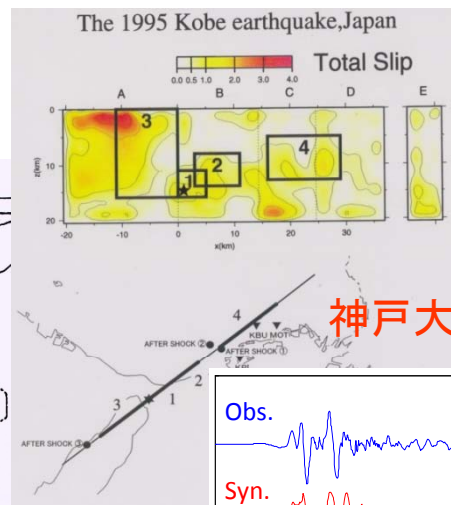 The 1995 Kobe earthquake,Japan
Total Slip
0.0 0.5 1.0 2.0 3.0 4.0
A B C D E
3
2
4
1
0
10
20
z(km)
-20 -10 0 10 20 30
x(km)
4
神戸大
KBU MOT
AFTER SHOCK ②
AFTER SHOCK ①
2
3
1
AFTER SHOCK ③
Obs.
Syn.